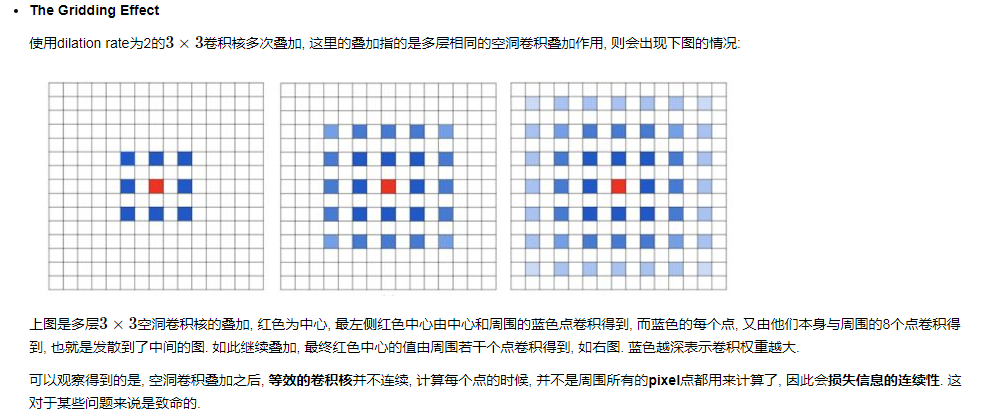 The Gridding Effect
使用dilation rate为2的3 × 3卷积核多次叠加, 这里的叠加指的是多层相同的空洞卷积叠加作用, 则会出现下图的情况:
上图是多层3 × 3空洞卷积核的叠加, 红色为中心, 最左侧红色中心由中心和周围的蓝色点卷积得到, 而蓝色的每个点, 又由他们本身与周围的8个点卷积得
到, 也就是发散到了中间的图. 如此继续叠加, 最终红色中心的值由周围若干个点卷积得到, 如右图. 蓝色越深表示卷积权重越大.
可以观察得到的是, 空洞卷积叠加之后, 等效的卷积核并不连续, 计算每个点的时候, 并不是周围所有的pixel点都用来计算了, 因此会损失信息的连续性. 这
对于某些问题来说是致命的.